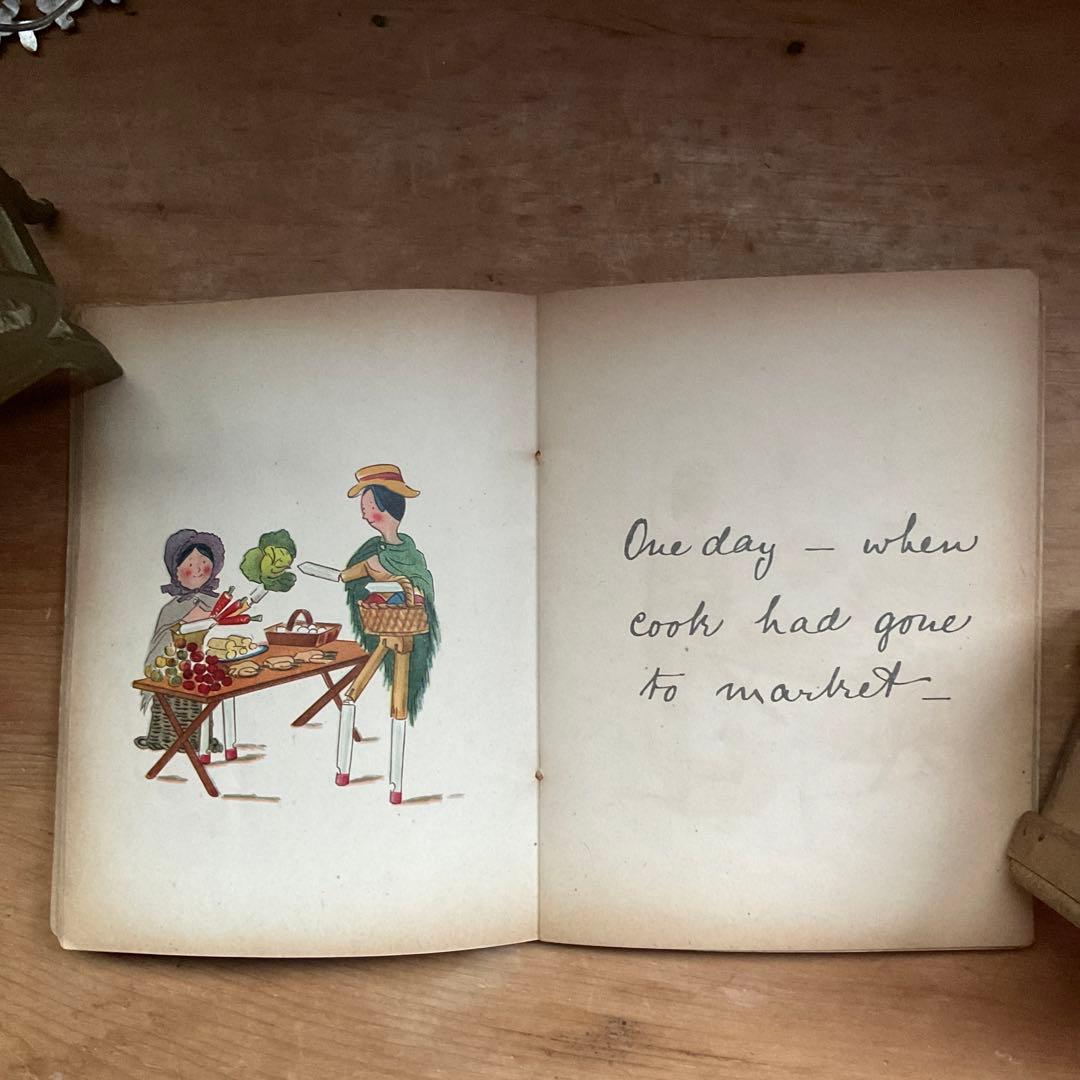 One day – when
cook had gone
to market –